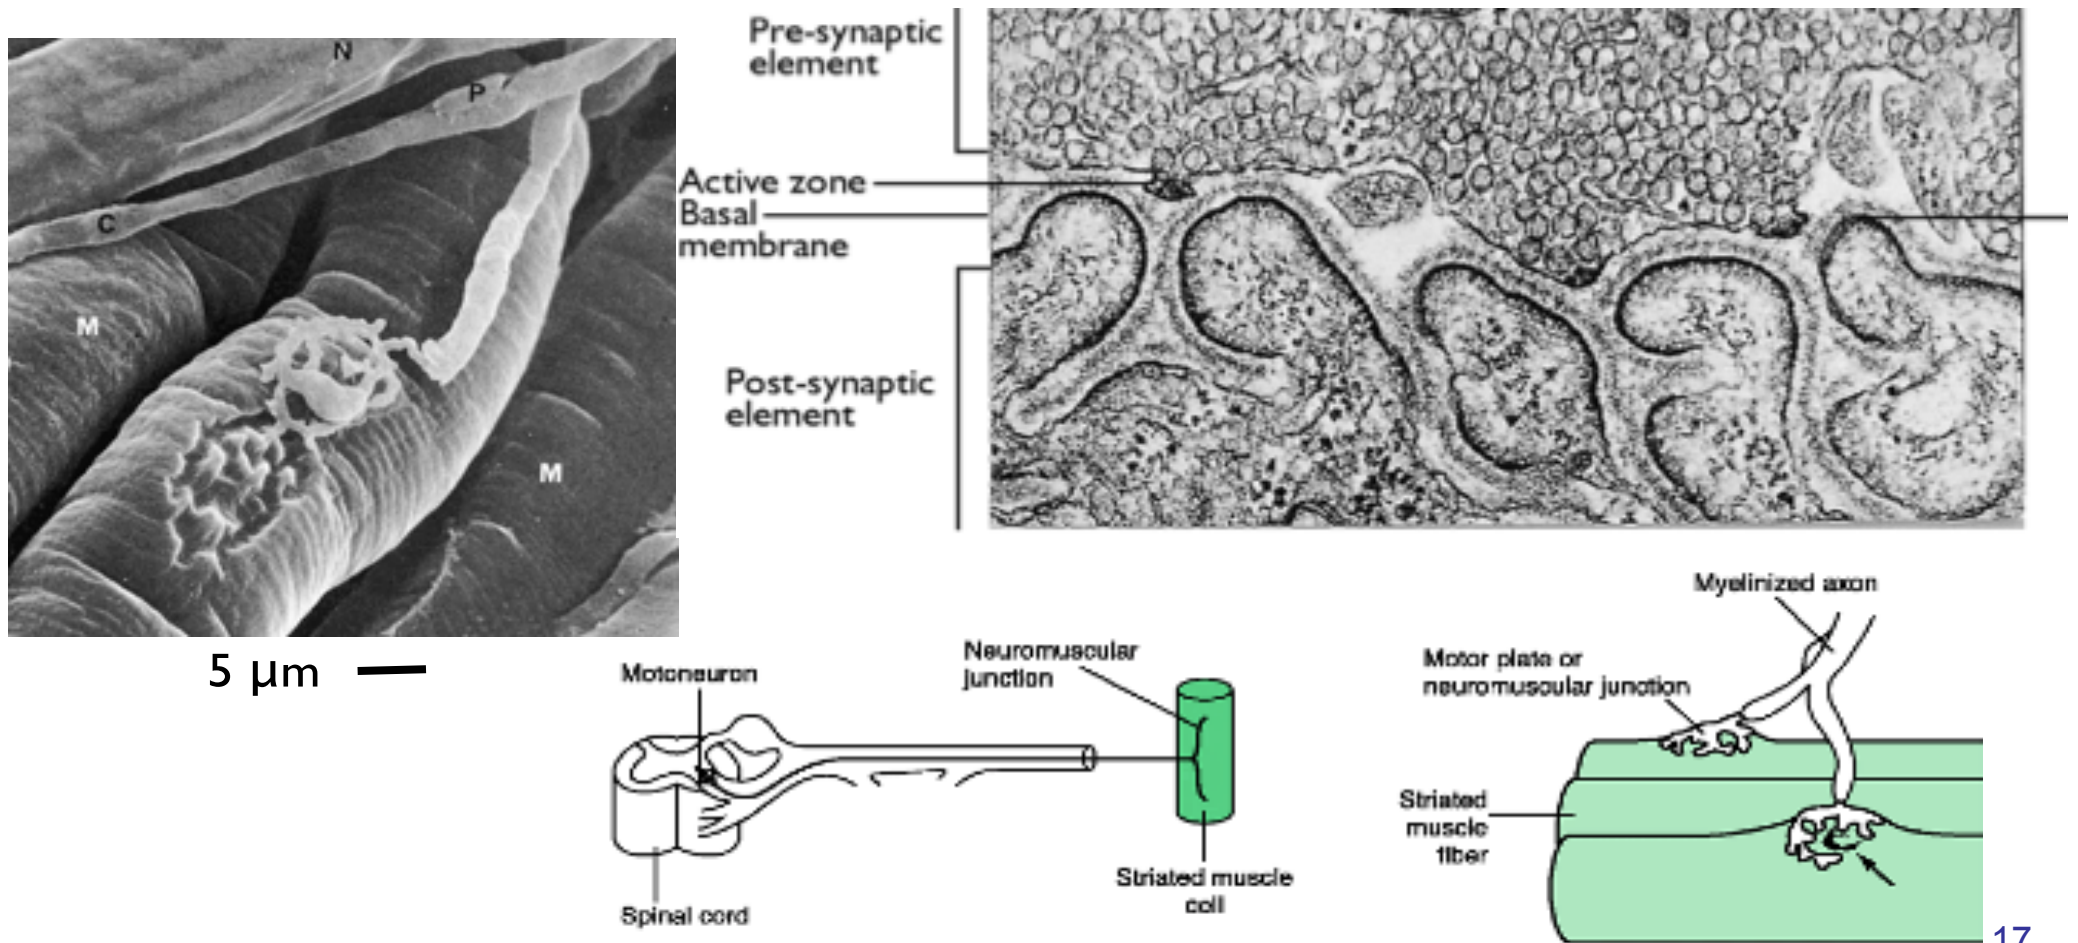 N
P
C
M
M
5 µm
Pre-synaptic
element
Active zone
Basal
membrane
Post-synaptic
element
Motoneuron
Neuromuscular
junction
Spinal cord
Striated muscle
cell
Myelinized axon
Motor plate or
neuromuscular junction
Striated
muscle
fiber
17